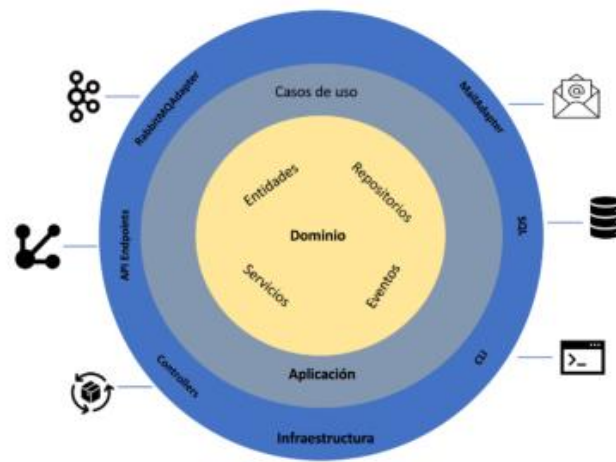 RabbitMQAdapter
MailAdapter
Casos de uso
Entidades
Repositorios
Dominio
API Endpoints
SQL
Servicios
Eventos
Controllers
CLI
Aplicación
Infraestructura